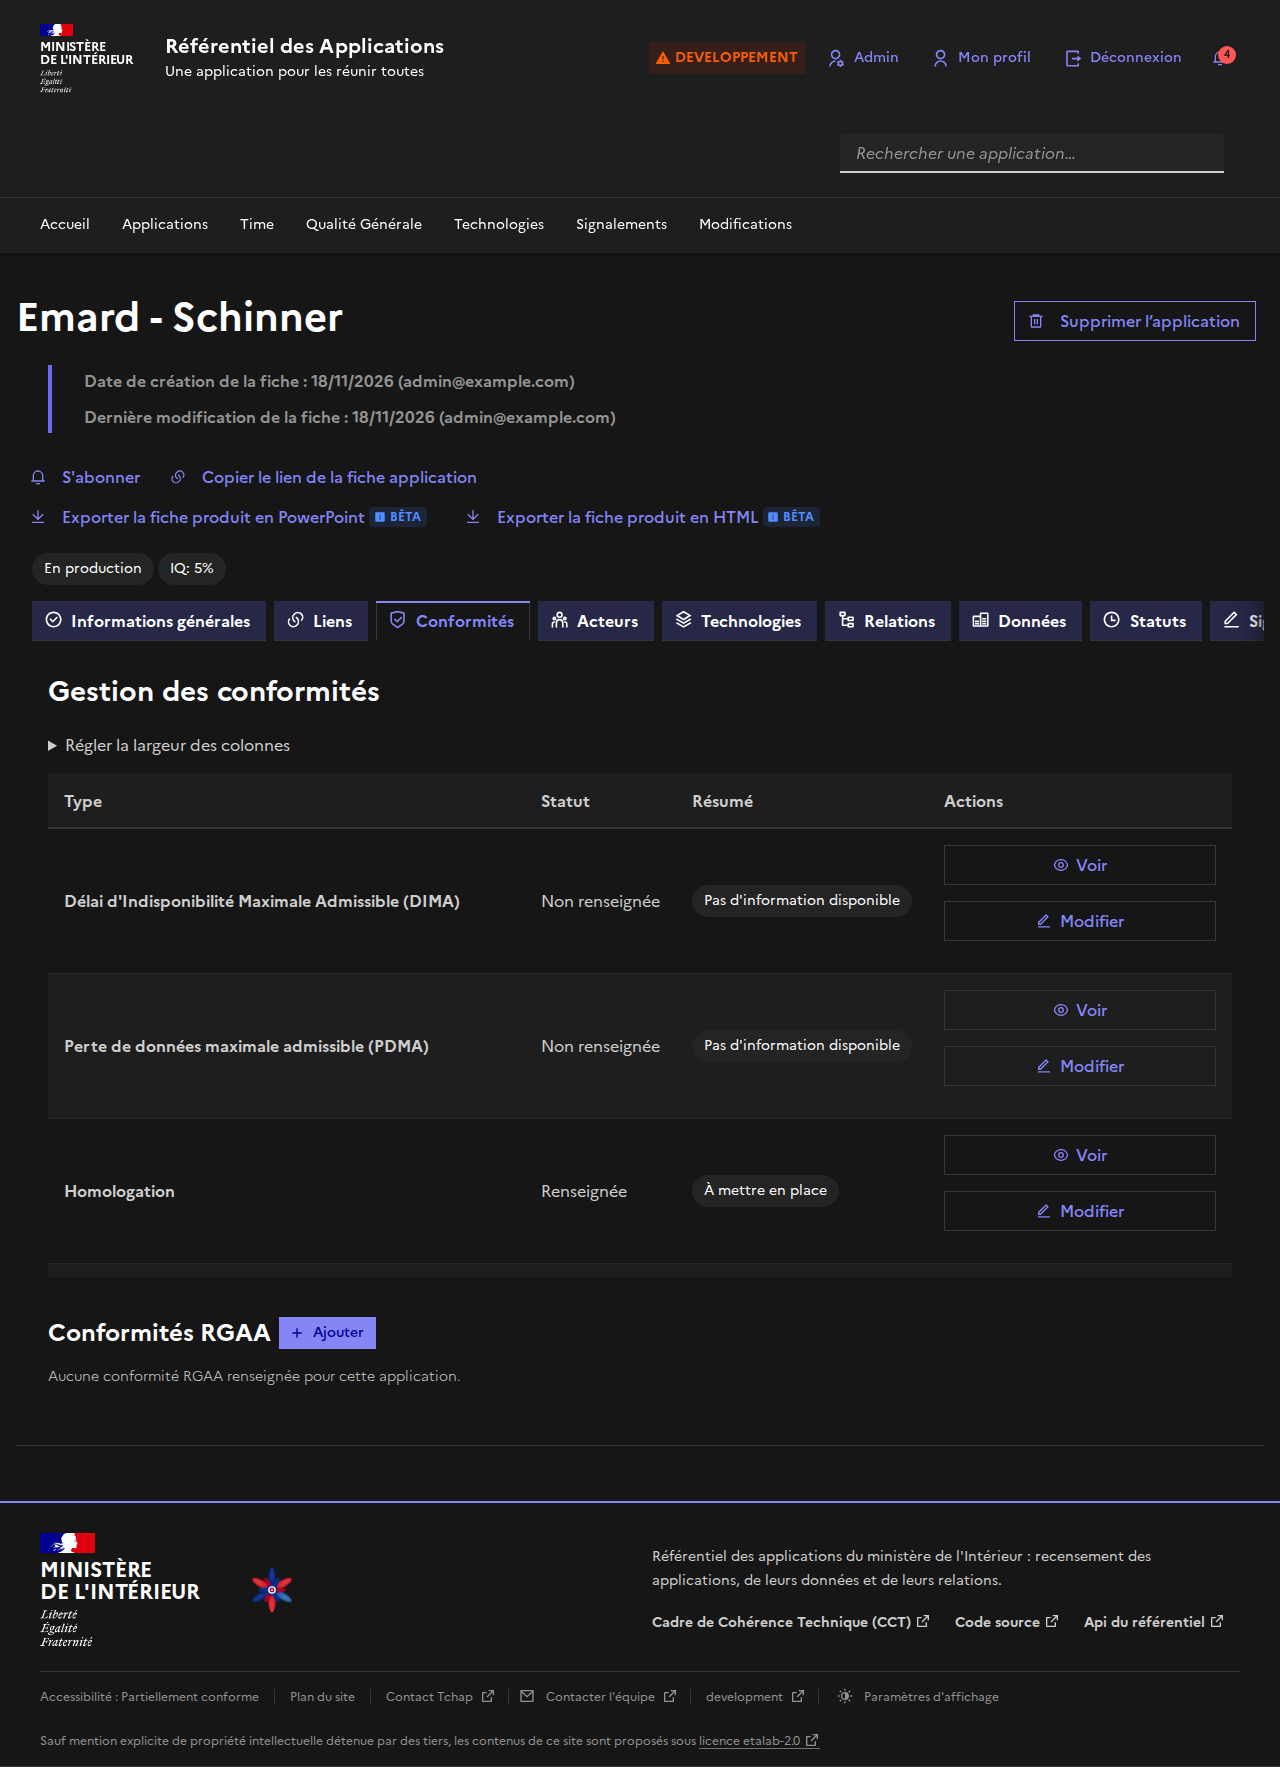 MINISTÈRE
DE L'INTÉRIEUR
Liberté
Égalité
Fraternité
Référentiel des Applications
Une application pour les réunir toutes
DEVELOPPEMENT
Admin
Mon profil
Déconnexion
4
Rechercher une application…
Accueil
Applications
Time
Qualité Générale
Technologies
Signalements
Modifications
Emard - Schinner
Supprimer l’application
Date de création de la fiche : 18/11/2026 (admin@example.com)
Dernière modification de la fiche : 18/11/2026 (admin@example.com)
S'abonner
Copier le lien de la fiche application
Exporter la fiche produit en PowerPoint BÊTA
Exporter la fiche produit en HTML BÊTA
En production
IQ: 5%
Informations générales
Liens
Conformités
Acteurs
Technologies
Relations
Données
Statuts
Gestion des conformités
Régler la largeur des colonnes
Type
Statut
Résumé
Actions
Délai d'Indisponibilité Maximale Admissible (DIMA)
Non renseignée
Pas d'information disponible
Voir
Modifier
Perte de données maximale admissible (PDMA)
Non renseignée
Pas d'information disponible
Voir
Modifier
Homologation
Renseignée
À mettre en place
Voir
Modifier
Conformités RGAA
Ajouter
Aucune conformité RGAA renseignée pour cette application.
MINISTÈRE
DE L'INTÉRIEUR
Liberté
Égalité
Fraternité
Référentiel des applications du ministère de l'Intérieur : recensement des
applications, de leurs données et de leurs relations.
Cadre de Cohérence Technique (CCT)
Code source
Api du référentiel
Accessibilité : Partiellement conforme
Plan du site
Contact Tchap
Contacter l'équipe
development
Paramètres d'affichage
Sauf mention explicite de propriété intellectuelle détenue par des tiers, les contenus de ce site sont proposés sous licence etalab-2.0